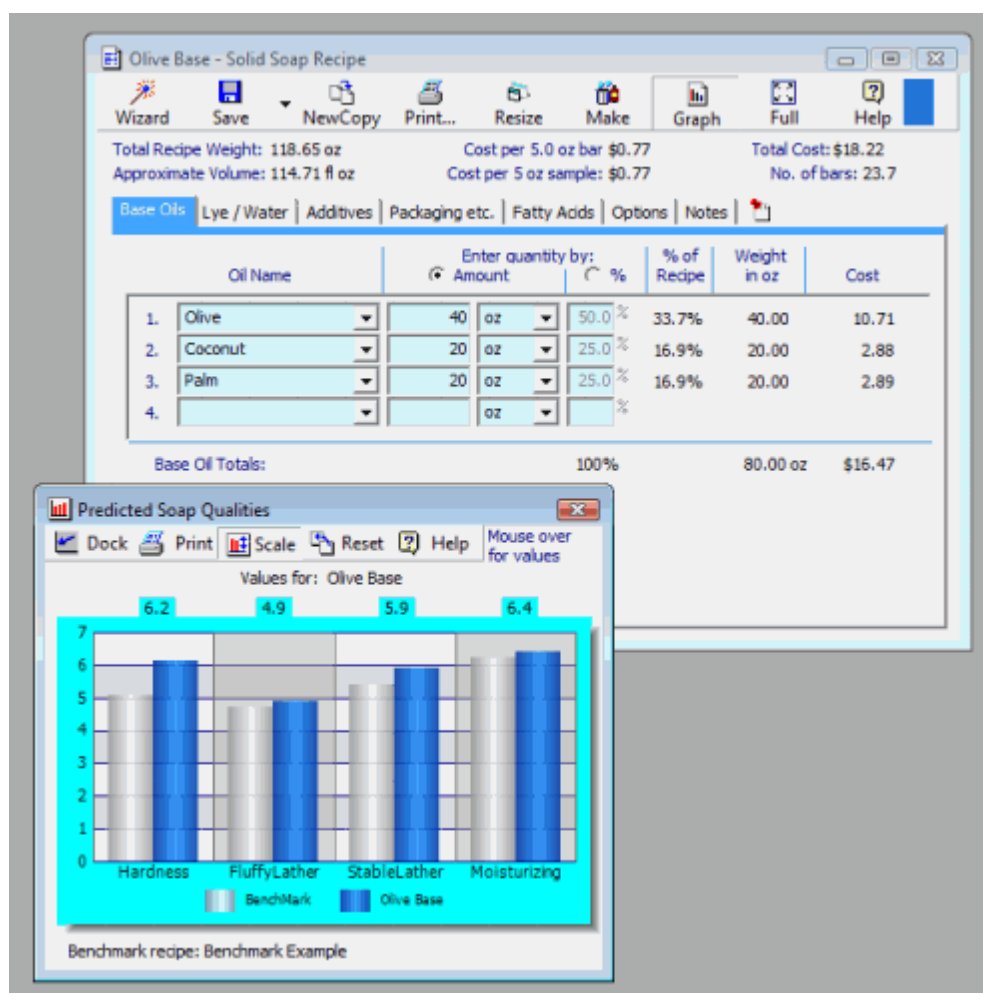 Olive Base - Solid Soap Recipe
Wizard Save NewCopy Print... Resize Make Graph Full Help
Total Recipe Weight: 118.65 oz Cost per 5.0 oz bar $0.77 Total Cost: $18.22
Approximate Volume: 114.71 fl oz Cost per 5 oz sample: $0.77 No. of bars: 23.7
Base Oils Lye / Water Additives Packaging etc. Fatty Acids Options Notes
Enter quantity by: % of Weight
Oil Name Amount % Recipe in oz Cost
1. Olive 40 oz 50.0 % 33.7% 40.00 10.71
2. Coconut 20 oz 25.0 % 16.9% 20.00 2.88
3. Palm 20 oz 25.0 % 16.9% 20.00 2.89
4. oz %
Base Oil Totals: 100% 80.00 oz $16.47
Predicted Soap Qualities
Dock Print Scale Reset Help Mouse over
for values
Values for: Olive Base
6.2 4.9 5.9 6.4
7
6
5
4
3
2
1
0
Hardness FluffyLather StableLather Moisturizing
BenchMark Olive Base
Benchmark recipe: Benchmark Example